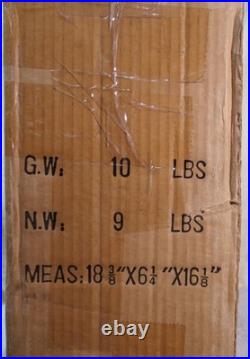 G.W: 10 LBS
N.W: 9 LBS
MEAS: 18 3/8"X6 1/4"X16 1/8"